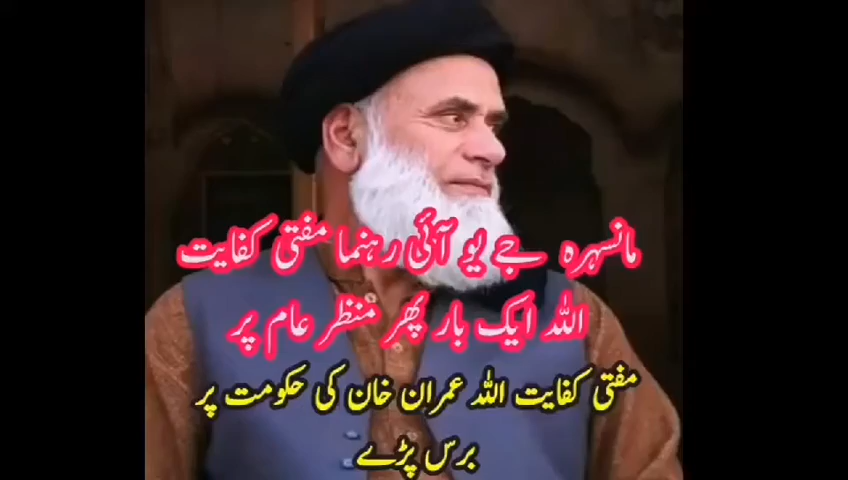 مانسہرہ جے یو آئی رہنما مفتی کفایت
اللہ ایک بار پھر منظر عام پر
مفتی کفایت اللہ عمران خان کی حکومت پر
برس پڑے